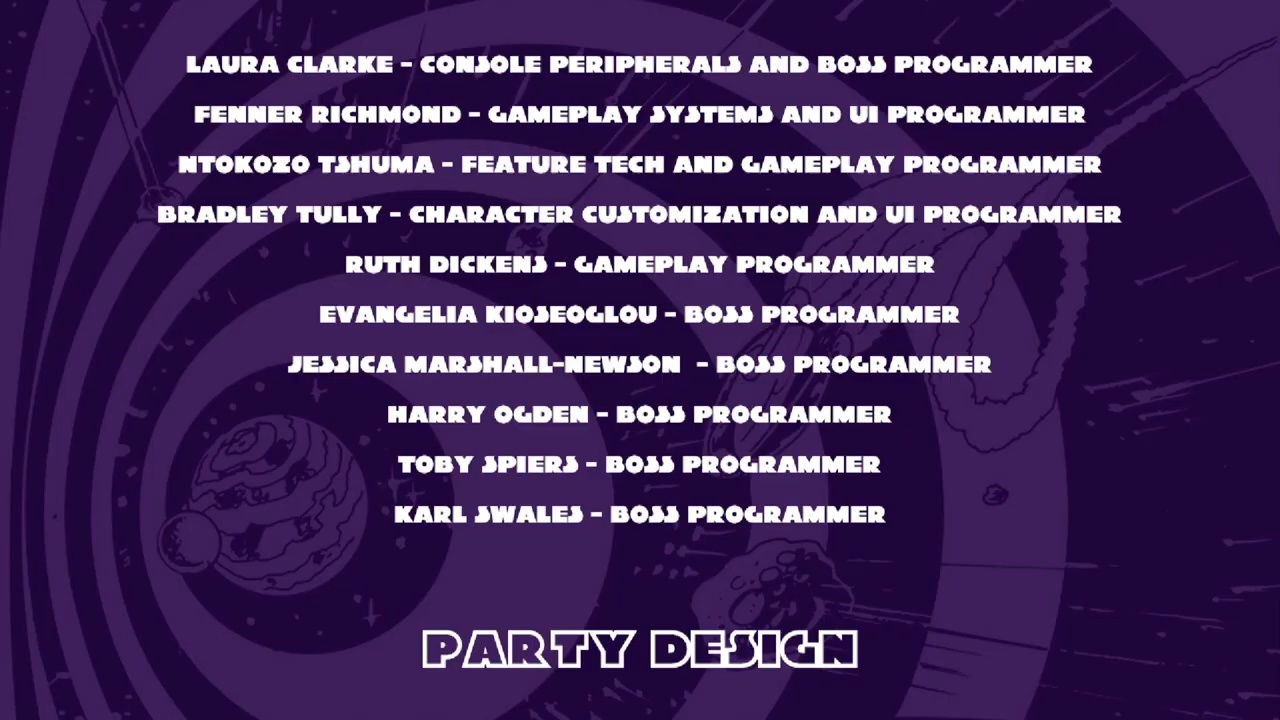 LAURA CLARKE - CONSOLE PERIPHERALS AND BOSS PROGRAMMER
FENNER RICHMOND - GAMEPLAY SYSTEMS AND UI PROGRAMMER
NTOKOZO TSHUMA - FEATURE TECH AND GAMEPLAY PROGRAMMER
BRADLEY TULLY - CHARACTER CUSTOMIZATION AND UI PROGRAMMER
RUTH DICKENS - GAMEPLAY PROGRAMMER
EVANGELIA KIOSEOGLOU - BOSS PROGRAMMER
JESSICA MARSHALL-NEWSON - BOSS PROGRAMMER
HARRY OGDEN - BOSS PROGRAMMER
TOBY SPIERS - BOSS PROGRAMMER
KARL SWALES - BOSS PROGRAMMER
PARTY DESIGN